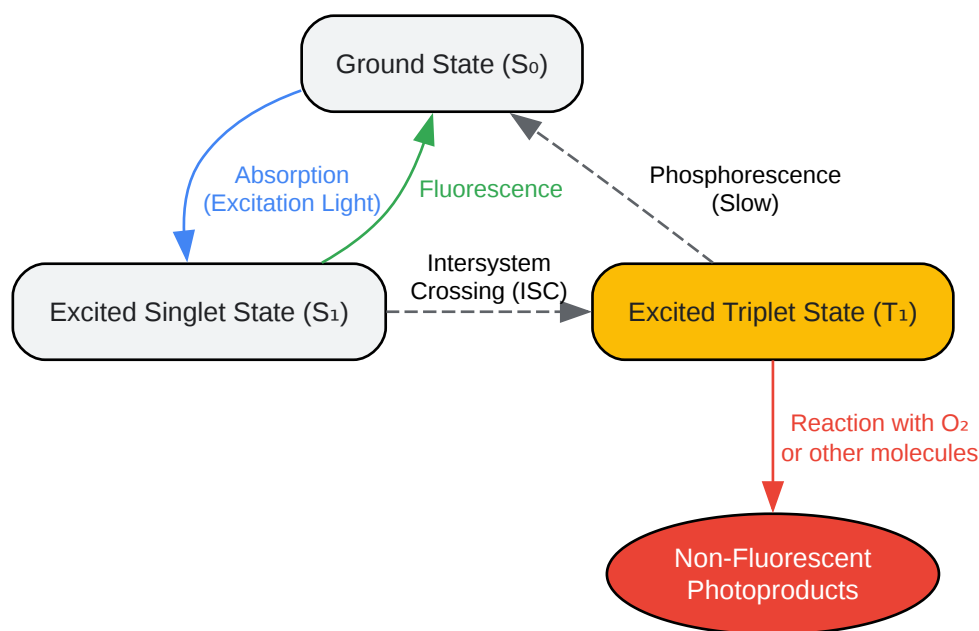 Ground State (S₀)
Absorption
(Excitation Light)
Fluorescence
Phosphorescence
(Slow)
Intersystem
Crossing (ISC)
Excited Singlet State (S₁)
Excited Triplet State (T₁)
Reaction with O₂
or other molecules
Non-Fluorescent
Photoproducts